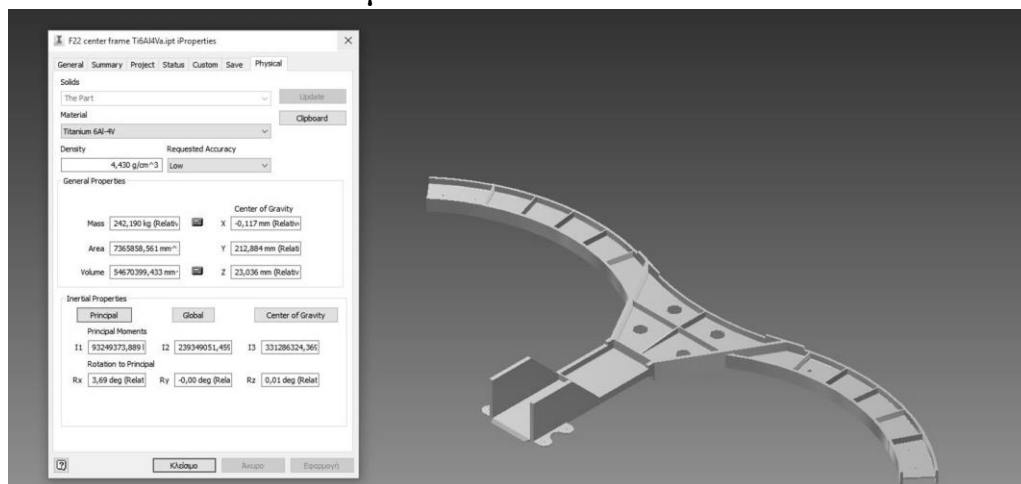 F22 center frame Ti6Al4Va.ipt iProperties
General Summary Project Status Custom Save Physical
Solids
The Part Update
Material Clipboard
Titanium 6Al-4V
Density Requested Accuracy
4,430 g/cm^3 Low
General Properties
Center of Gravity
Mass 242,190 kg (Relativ X -0,117 mm (Relativ
Area 7365858,561 mm^ Y 212,884 mm (Relati
Volume 54670399,433 mm^ Z 23,036 mm (Relativ
Inertial Properties
Principal Global Center of Gravity
Principal Moments
I1 93249373,889 I2 239349051,455 I3 331286324,365
Rotation to Principal
Rx 3,69 deg (Relat Ry -0,00 deg (Rela Rz 0,01 deg (Relat
Κλείσιμο Άκυρο Εφαρμογή